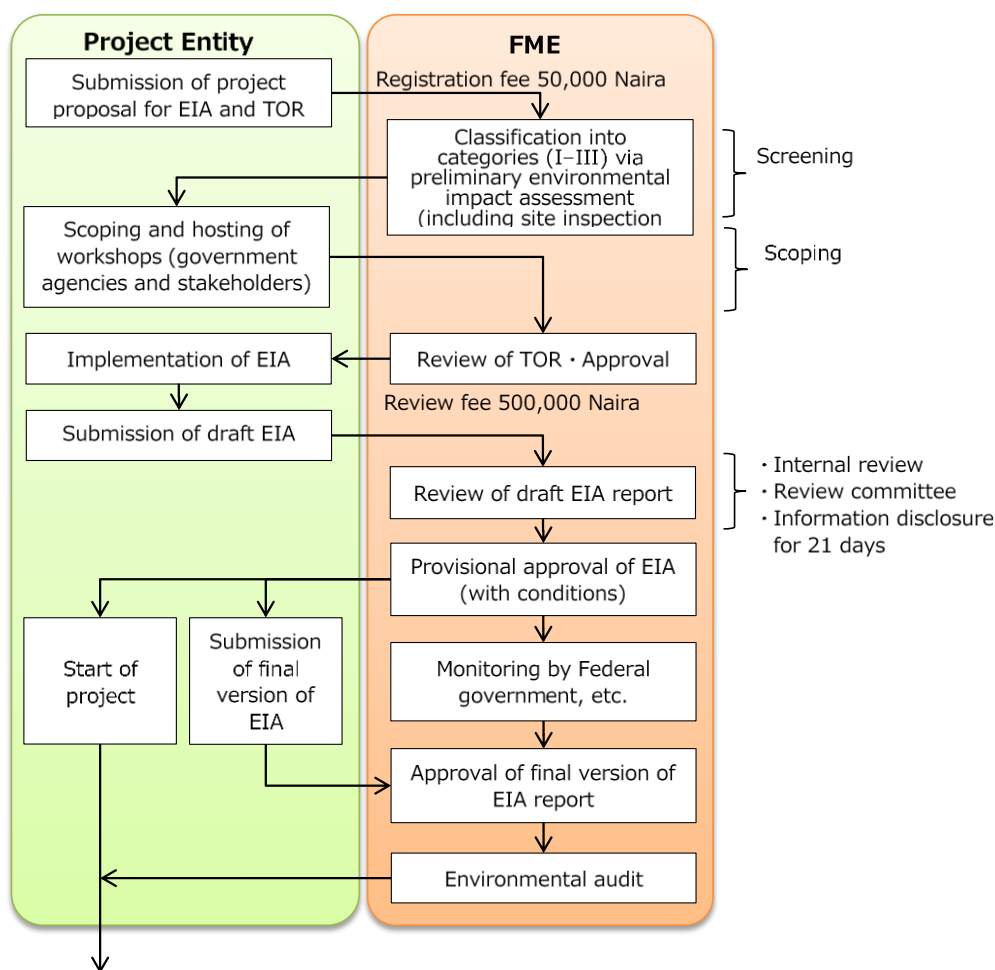 Project Entity
FME
Submission of project
proposal for EIA and TOR
Registration fee 50,000 Naira
Classification into
categories (I–III) via
preliminary environmental
impact assessment
(including site inspection
Screening
Scoping and hosting of
workshops (government
agencies and stakeholders)
Scoping
Implementation of EIA
Review of TOR・Approval
Review fee 500,000 Naira
Submission of draft EIA
Review of draft EIA report
・Internal review
・Review committee
・Information disclosure
for 21 days
Provisional approval of EIA
(with conditions)
Start of
project
Submission
of final
version of
EIA
Monitoring by Federal
government, etc.
Approval of final version of
EIA report
Environmental audit